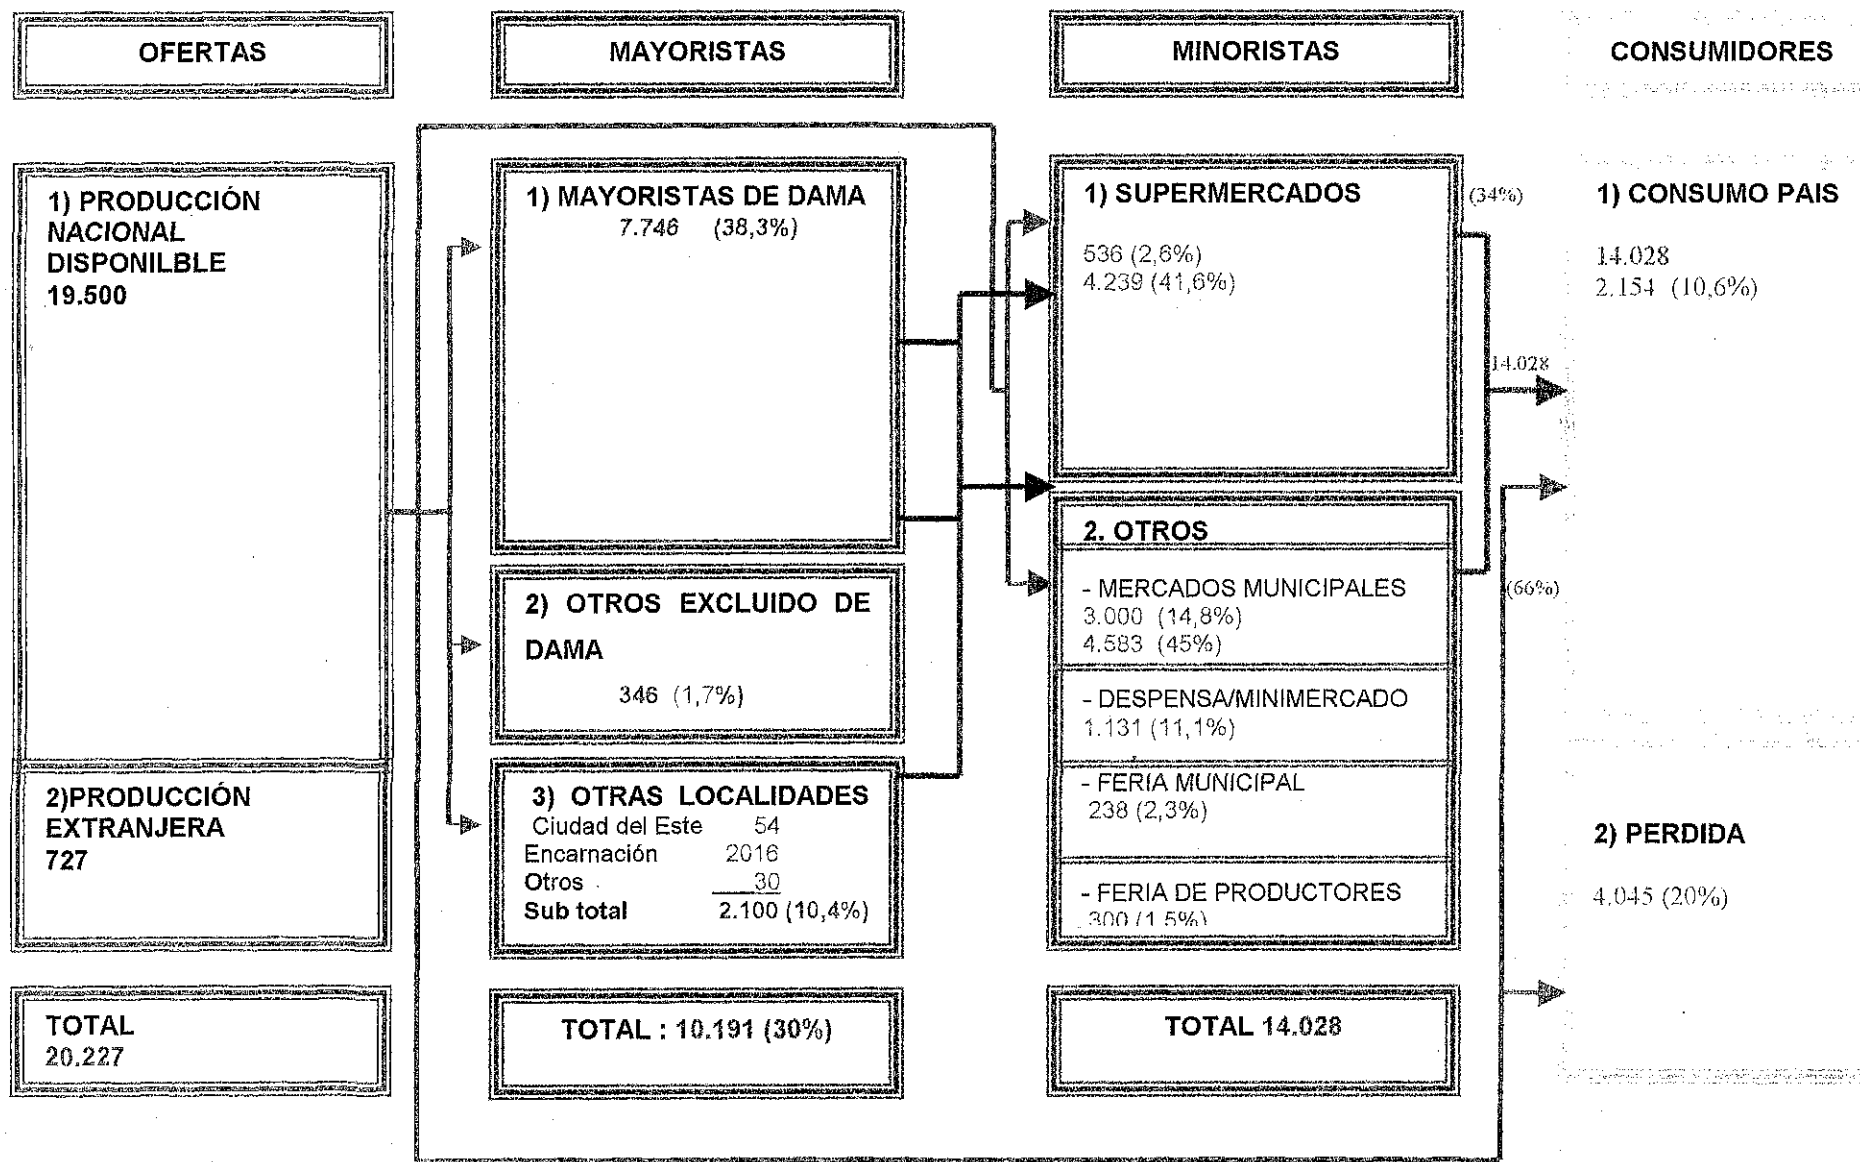 OFERTAS
MAYORISTAS
MINORISTAS
CONSUMIDORES
1) PRODUCCIÓN
NACIONAL
DISPONILBLE
19.500
2)PRODUCCIÓN
EXTRANJERA
727
TOTAL
20.227
1) MAYORISTAS DE DAMA
7.746 (38,3%)
2) OTROS EXCLUIDO DE
DAMA
346 (1,7%)
3) OTRAS LOCALIDADES
Ciudad del Este 54
Encarnación 2016
Otros 30
Sub total 2.100 (10,4%)
TOTAL : 10.191 (30%)
1) SUPERMERCADOS
536 (2,6%)
4.239 (41,6%)
2. OTROS
- MERCADOS MUNICIPALES
3.000 (14,8%)
4.583 (45%)
- DESPENSA/MINIMERCADO
1.131 (11,1%)
- FERIA MUNICIPAL
238 (2,3%)
- FERIA DE PRODUCTORES
300 (1,5%)
TOTAL 14.028
(34%)
14.028
(66%)
1) CONSUMO PAIS
14.028
2.154 (10,6%)
2) PERDIDA
4.045 (20%)